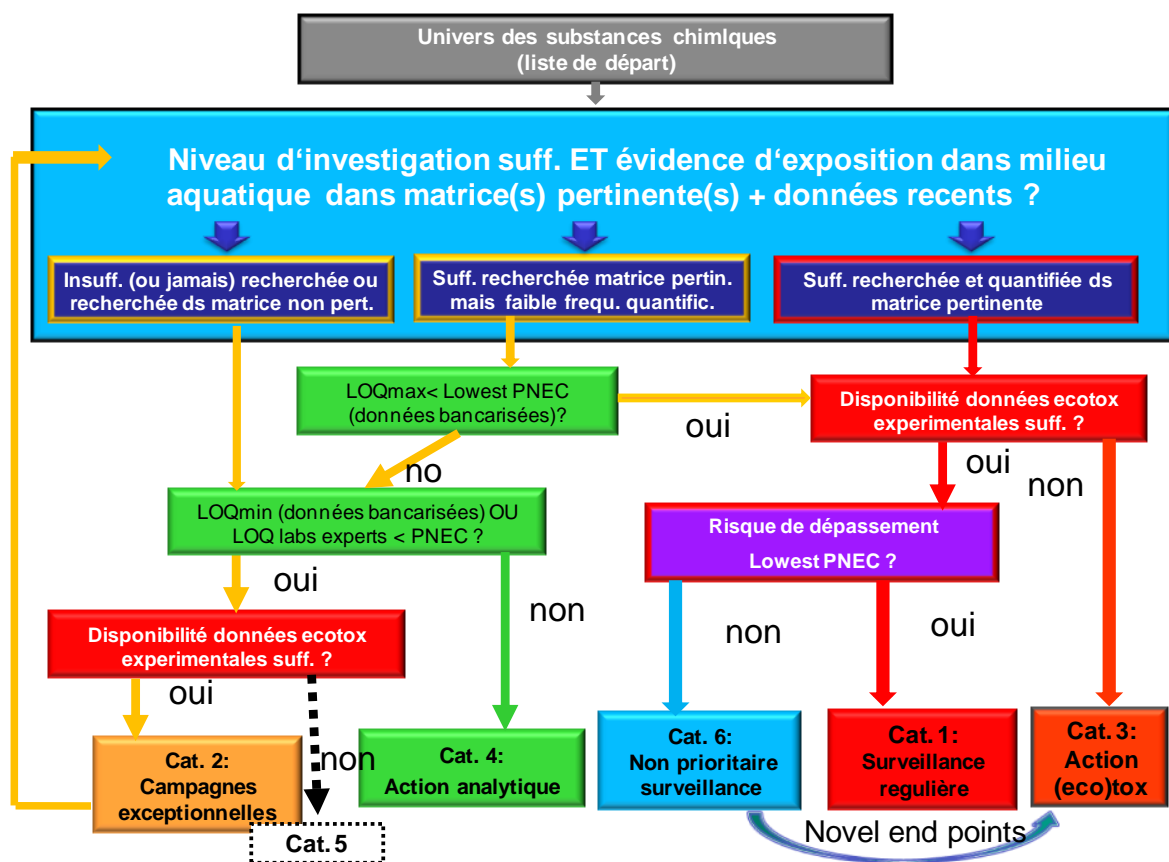 Univers des substances chimIques
(liste de départ)
Niveau d'investigation suff. ET évidence d'exposition dans milieu
aquatique dans matrice(s) pertinente(s) + données recents ?
Insuff. (ou jamais) recherchée ou
recherchée ds matrice non pert.
Suff. recherchée matrice pertin.
mais faible frequ. quantific.
Suff. recherchée et quantifiée ds
matrice pertinente
LOQmax< Lowest PNEC
(données bancarisées)?
oui
Disponibilité données ecotox
experimentales suff. ?
no
oui
non
LOQmin (données bancarisées) OU
LOQ labs experts < PNEC ?
Risque de dépassement
Lowest PNEC ?
oui
non
non
oui
Disponibilité données ecotox
experimentales suff. ?
oui
non
Cat. 2:
Campagnes
exceptionnelles
Cat. 4:
Action analytique
Cat. 6:
Non prioritaire
surveillance
Cat. 1:
Surveillance
regulière
Cat. 3:
Action
(eco)tox
Cat. 5
Novel end points